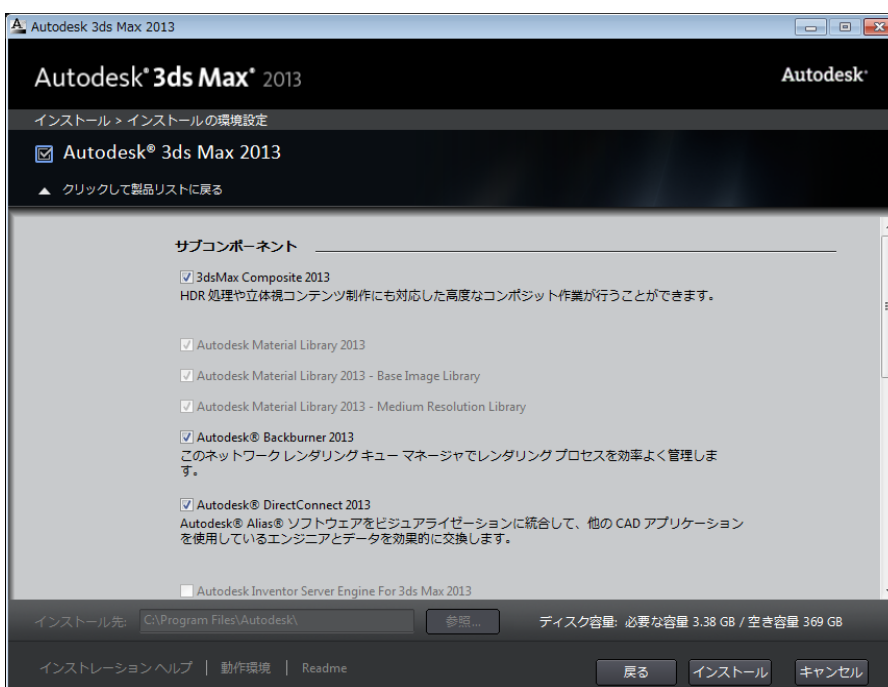 Autodesk 3ds Max 2013
Autodesk® 3ds Max® 2013
Autodesk®
インストール > インストールの環境設定
Autodesk® 3ds Max 2013
クリックして製品リストに戻る
サブコンポーネント
3dsMax Composite 2013
HDR 処理や立体視コンテンツ制作にも対応した高度なコンポジット作業が行うことができます。
Autodesk Material Library 2013
Autodesk Material Library 2013 - Base Image Library
Autodesk Material Library 2013 - Medium Resolution Library
Autodesk® Backburner 2013
このネットワーク レンダリング キュー マネージャでレンダリング プロセスを効率よく管理しま
す。
Autodesk® DirectConnect 2013
Autodesk® Alias® ソフトウェアをビジュアライゼーションに統合して、他の CAD アプリケーション
を使用しているエンジニアとデータを効果的に交換します。
Autodesk Inventor Server Engine For 3ds Max 2013
インストール先: C:\Program Files\Autodesk\ 参照... ディスク容量: 必要な容量 3.38 GB / 空き容量 369 GB
インストレーション ヘルプ | 動作環境 | Readme 戻る インストール キャンセル